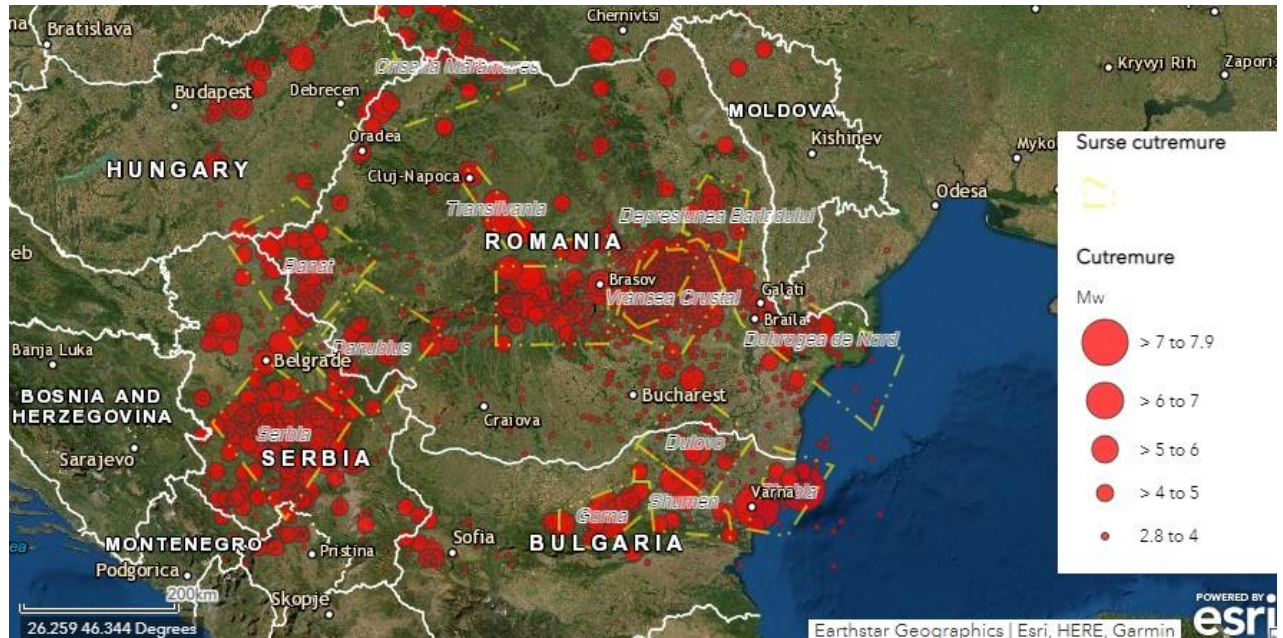 Bratislava
Chernivtsi
Crisana Maramures
Kryvyi Rih
Zapori
Budapest
Debrecen
MOLDOVA
Oradea
Kishinev
Myko
HUNGARY
Cluj-Napoca
Odesa
Transilvania
Depresiunea Barladului
ROMANIA
eb
Banat
Brasov
Vrancea Crustal
Galati
Braila
Dobrogea de Nord
Banja Luka
Belgrade
Danubius
BOSNIA AND
HERZEGOVINA
Bucharest
Craiova
Serbia
SERBIA
Dulovo
Sarajevo
Shumen
Varna
Gorna
BULGARIA
MONTENEGRO
Pristina
Sofia
Podgorica
Skopje
200km
26.259 46.344 Degrees
Surse cutremure
Cutremure
Mw
> 7 to 7.9
> 6 to 7
> 5 to 6
> 4 to 5
2.8 to 4
Earthstar Geographics | Esri, HERE, Garmin
POWERED BY
esri